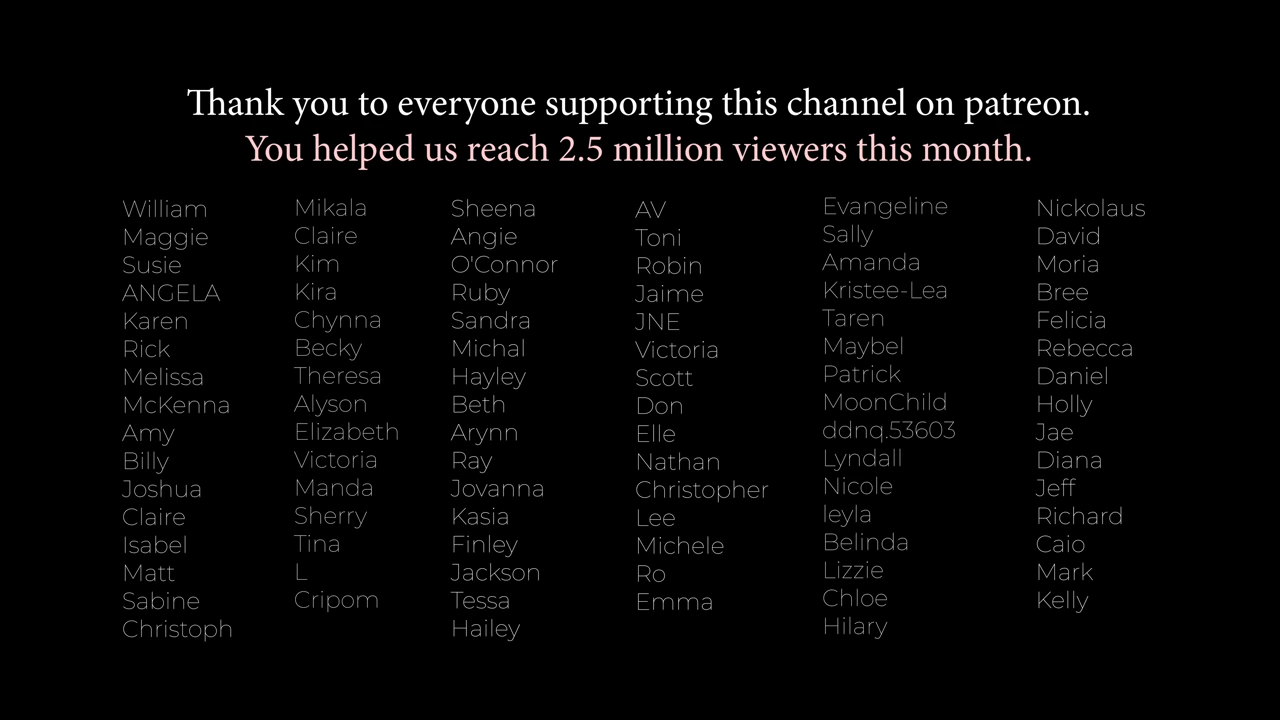 Thank you to everyone supporting this channel on patreon.
You helped us reach 2.5 million viewers this month.
William
Maggie
Susie
ANGELA
Karen
Rick
Melissa
McKenna
Amy
Billy
Joshua
Claire
Isabel
Matt
Sabine
Christoph
Mikala
Claire
Kim
Kira
Chynna
Becky
Theresa
Alyson
Elizabeth
Victoria
Manda
Sherry
Tina
L
Cripom
Sheena
Angie
O'Connor
Ruby
Sandra
Michal
Hayley
Beth
Arynn
Ray
Jovanna
Kasia
Finley
Jackson
Tessa
Hailey
AV
Toni
Robin
Jaime
JNE
Victoria
Scott
Don
Elle
Nathan
Christopher
Lee
Michele
Ro
Emma
Evangeline
Sally
Amanda
Kristee-Lea
Taren
Maybel
Patrick
MoonChild
ddnq.53603
Lyndall
Nicole
leyla
Belinda
Lizzie
Chloe
Hilary
Nickolaus
David
Moria
Bree
Felicia
Rebecca
Daniel
Holly
Jae
Diana
Jeff
Richard
Caio
Mark
Kelly